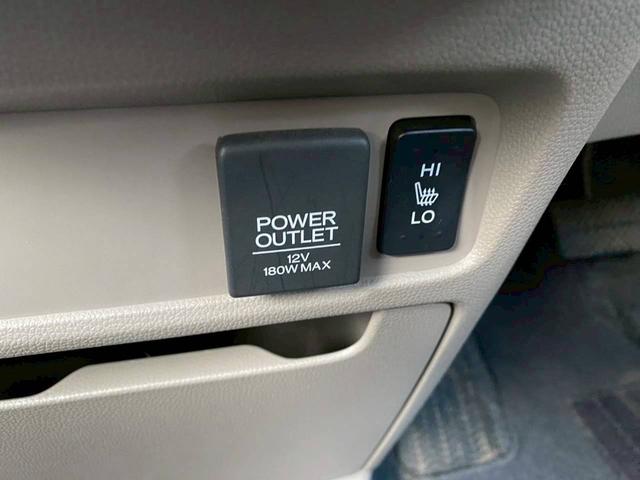 POWER
OUTLET
12V
180W MAX
HI
LO